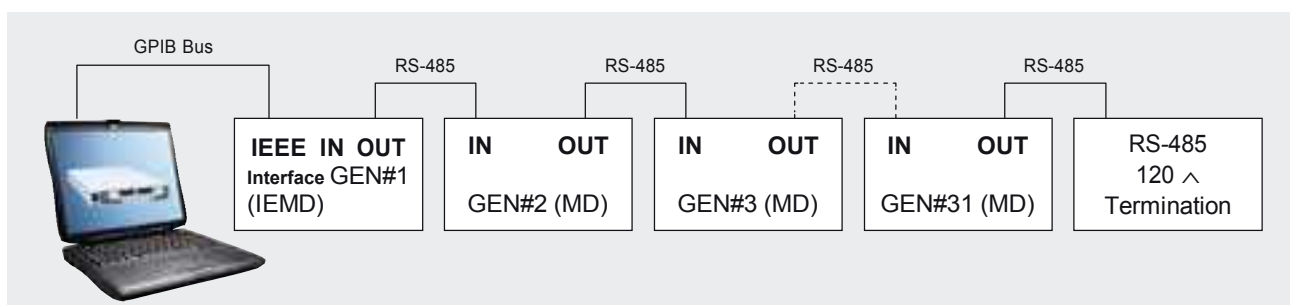 GPIB Bus
RS-485
RS-485
RS-485
RS-485
IEEE IN OUT
Interface GEN#1
(IEMD)
IN OUT
GEN#2 (MD)
IN OUT
GEN#3 (MD)
IN OUT
GEN#31 (MD)
RS-485
120 ∧
Termination